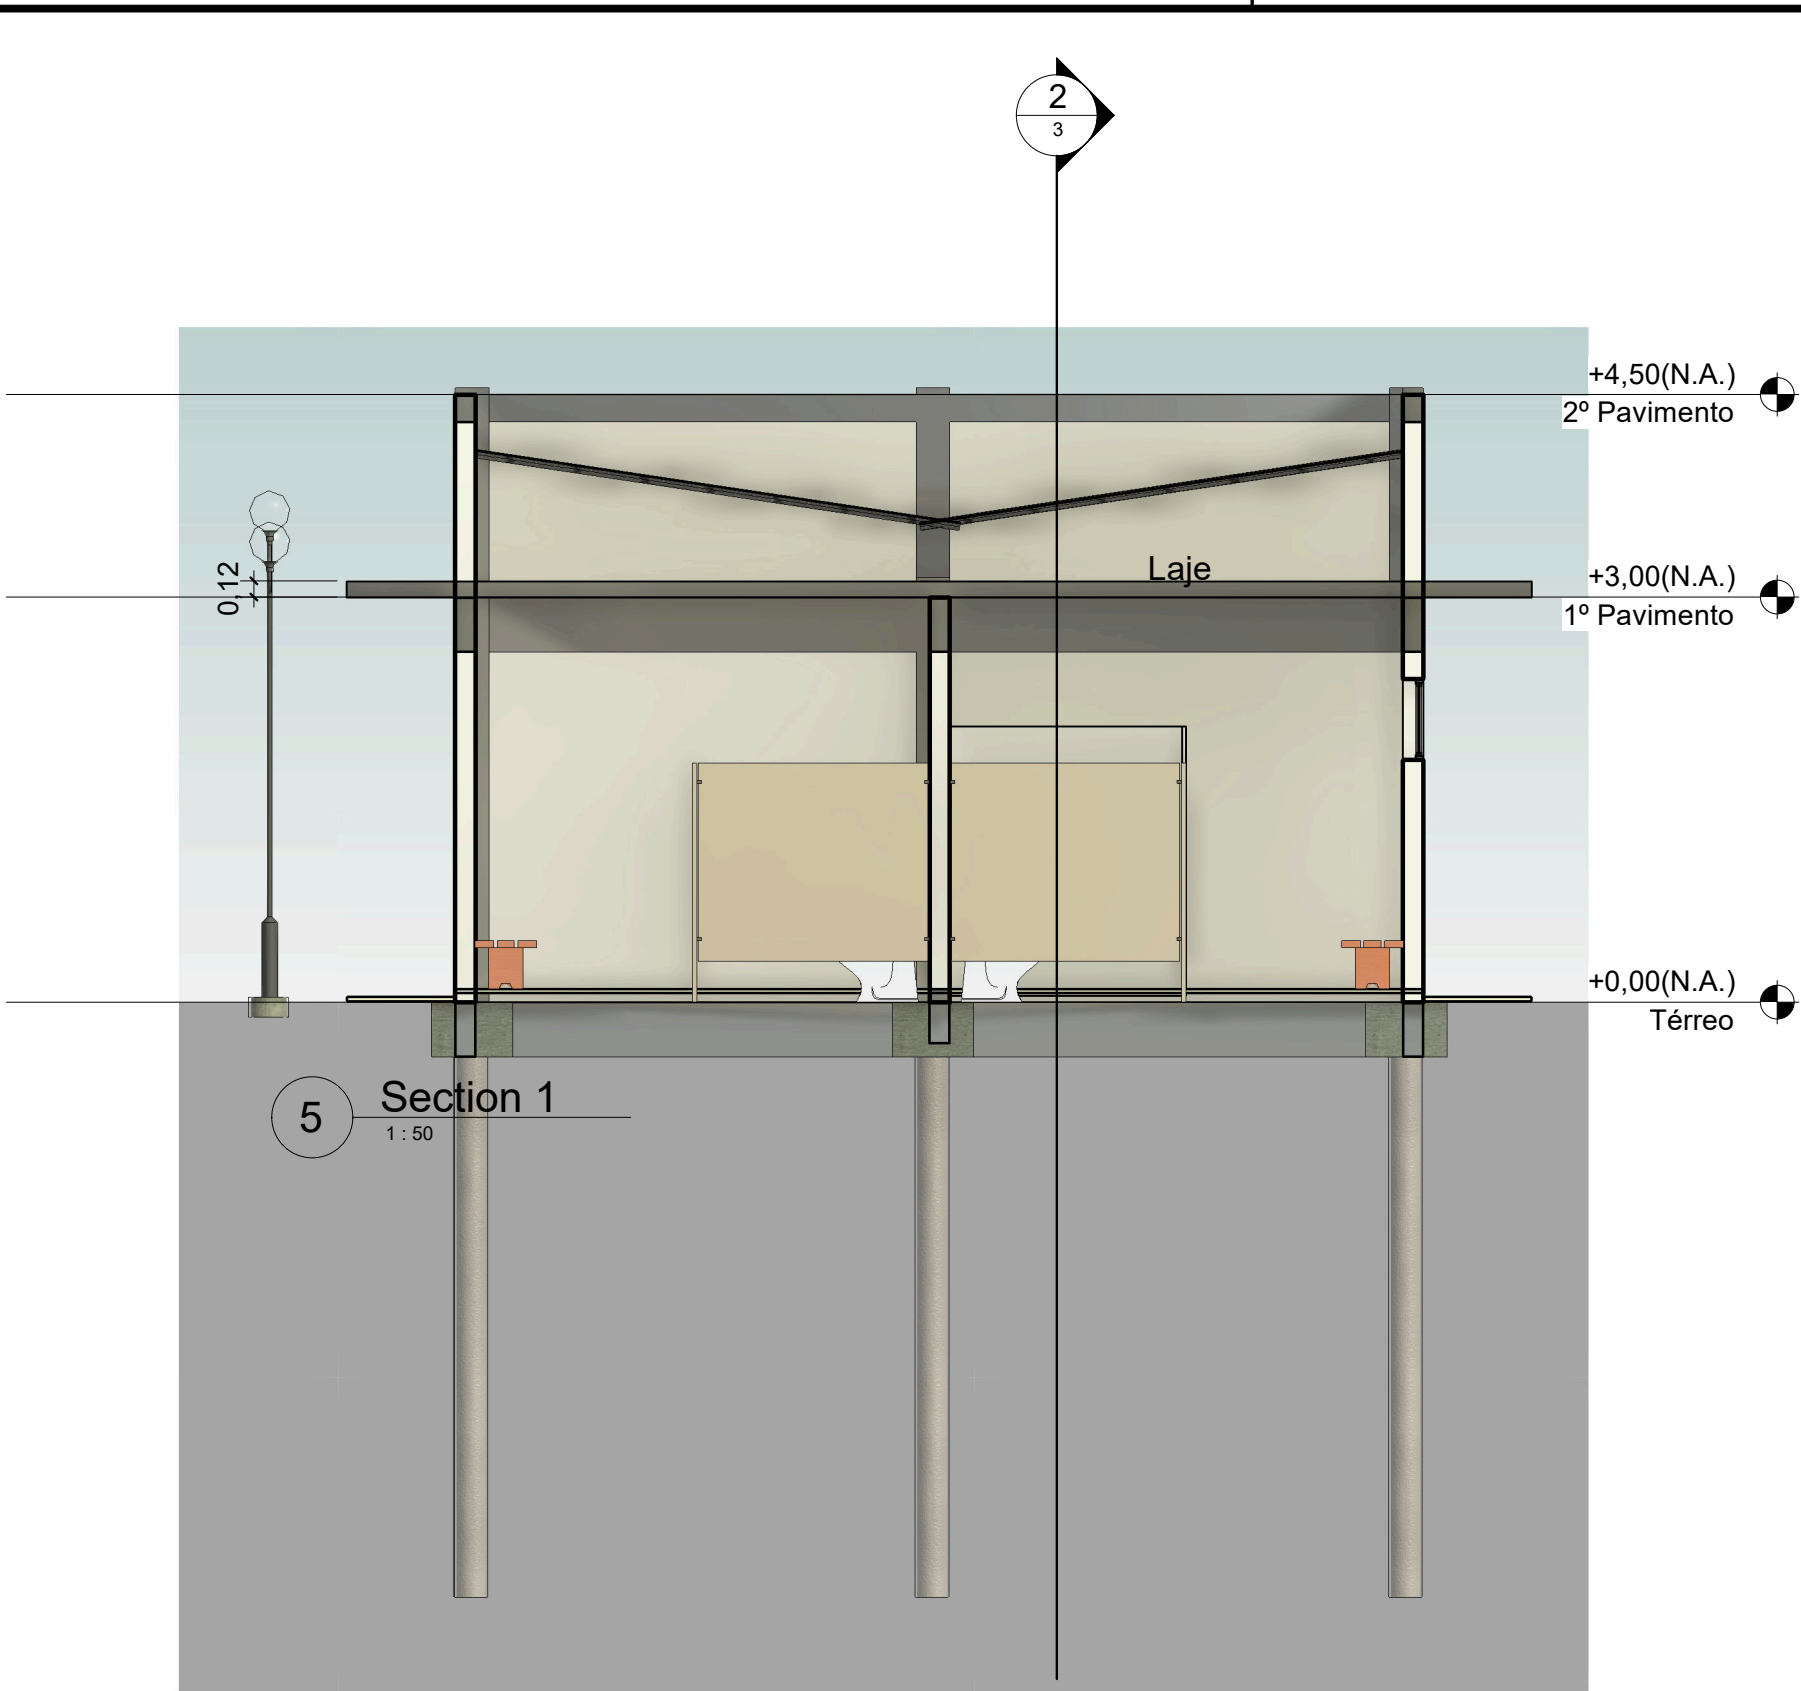 2
3
+4,50(N.A.)
2º Pavimento
0,12
Laje
+3,00(N.A.)
1º Pavimento
+0,00(N.A.)
Térreo
5
Section 1
1 : 50